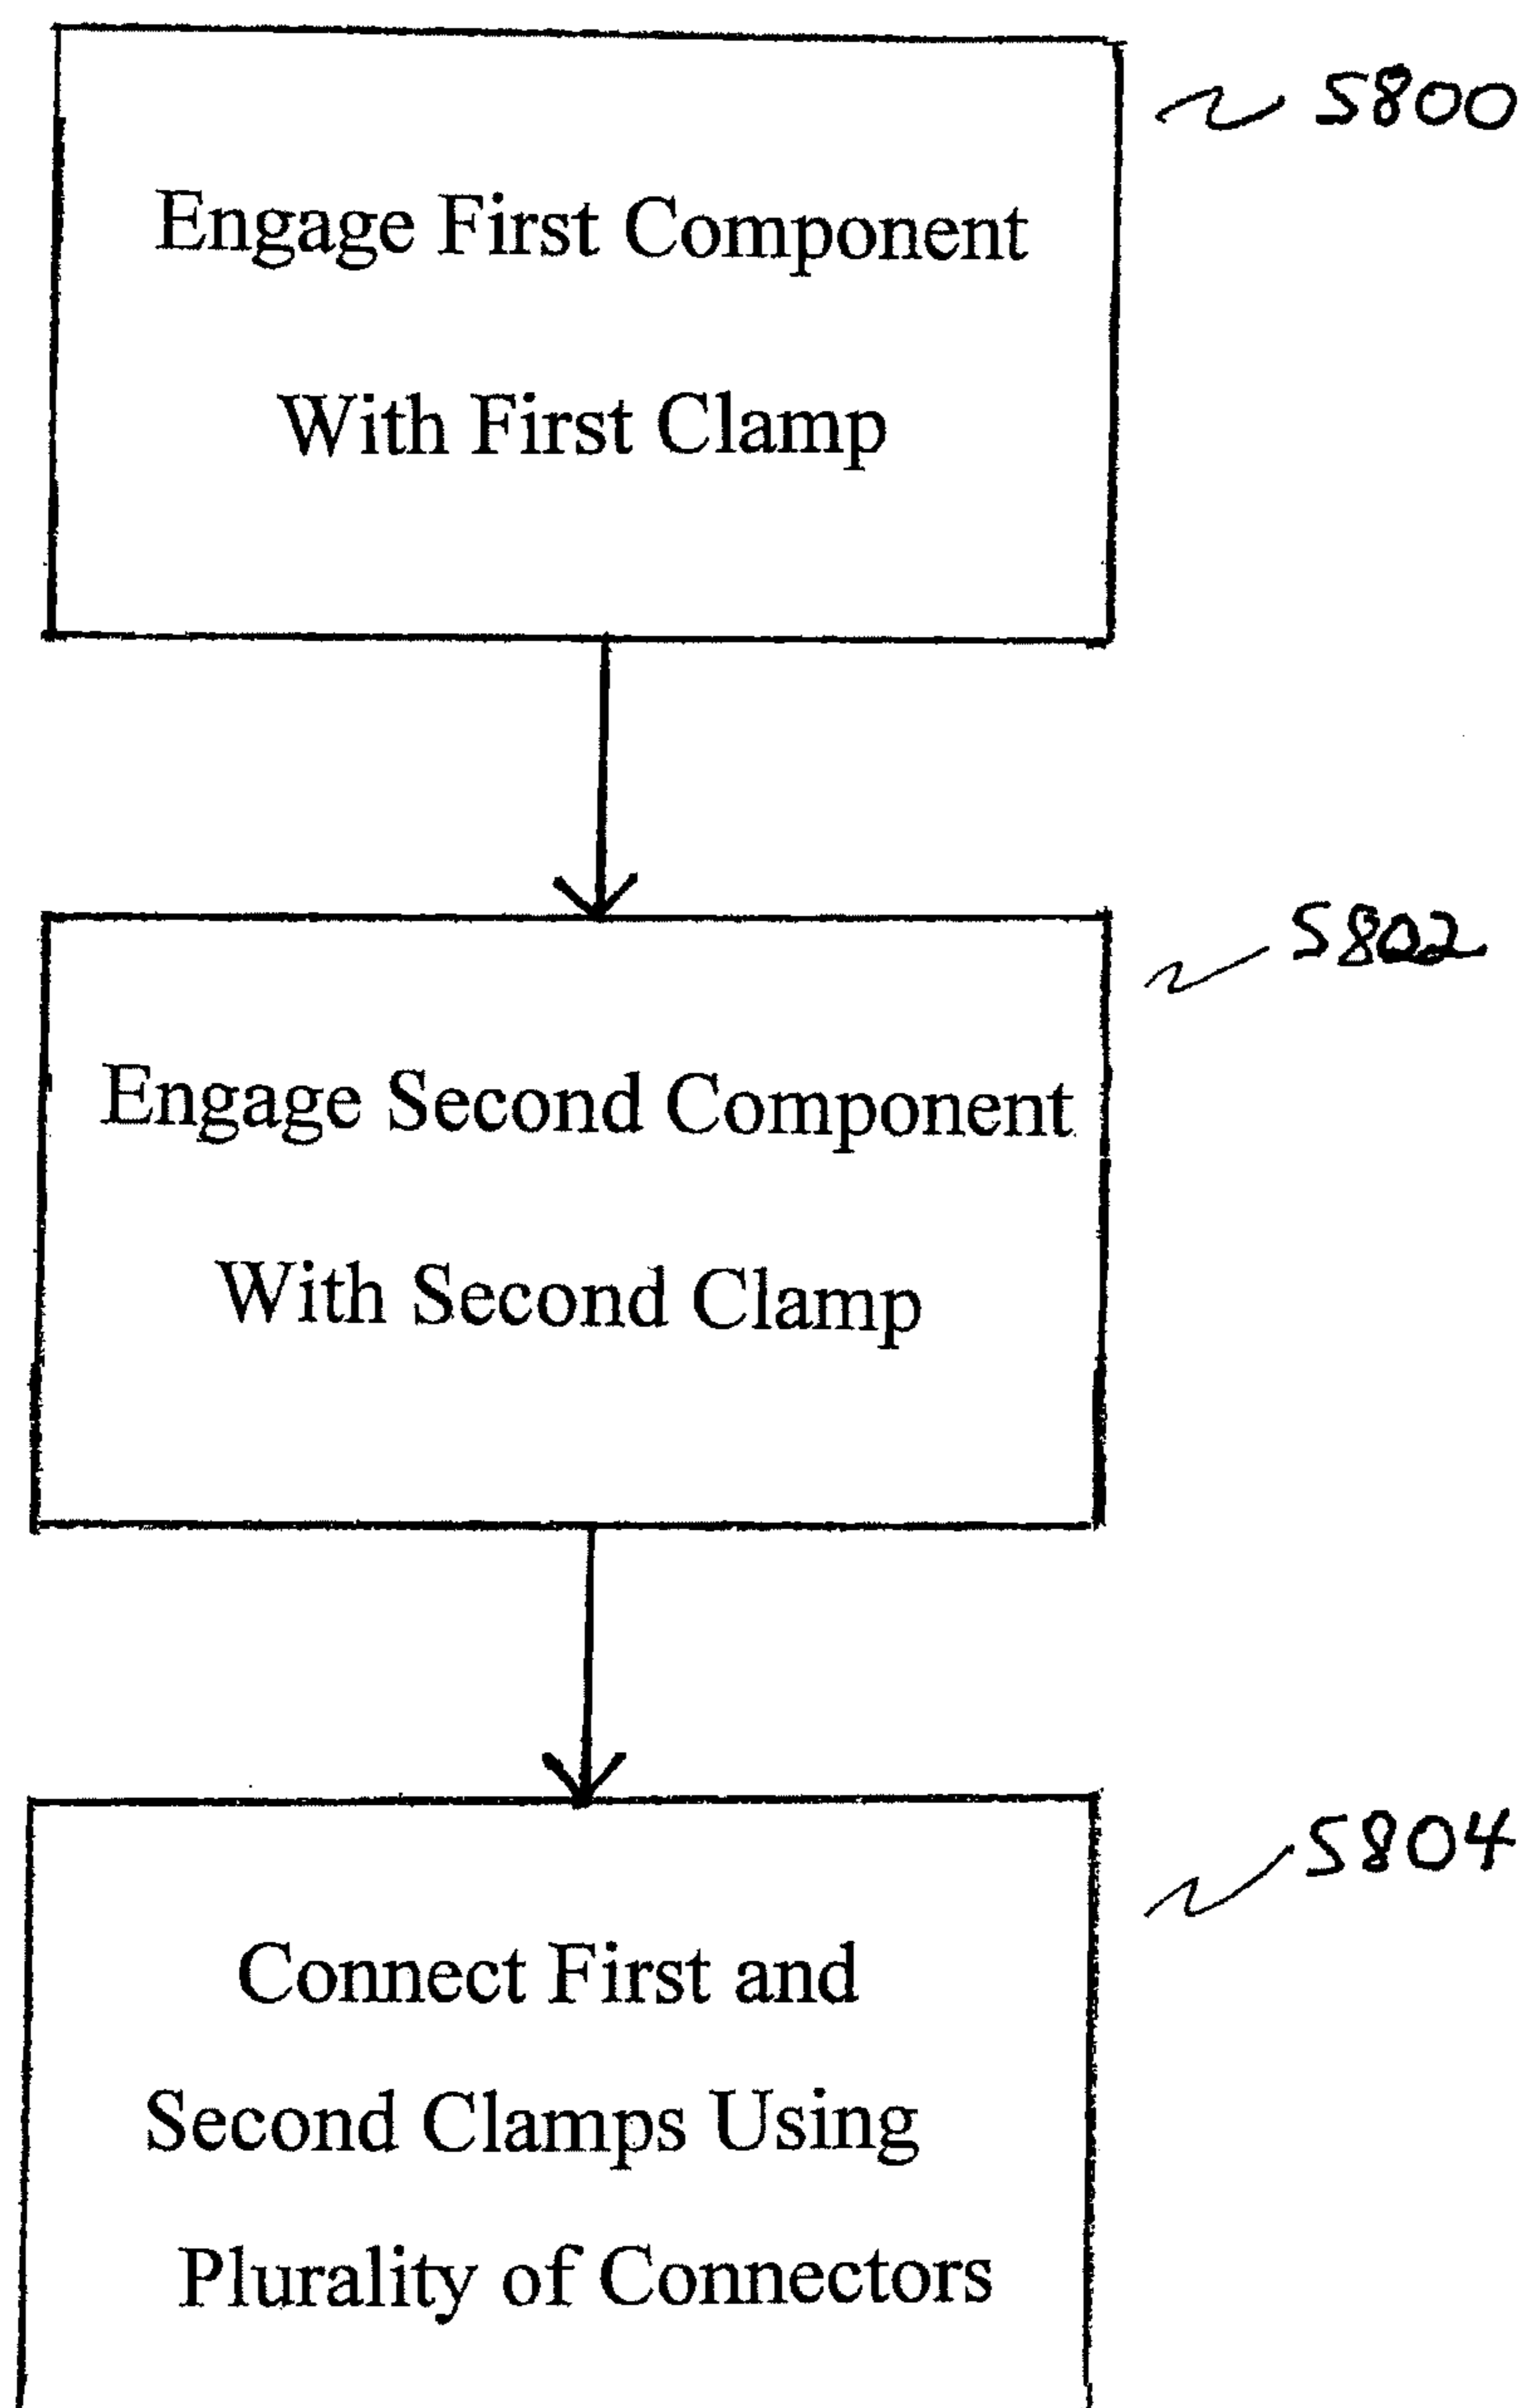 S800
Engage First Component
With First Clamp
S802
Engage Second Component
With Second Clamp
S804
Connect First and
Second Clamps Using
Plurality of Connectors